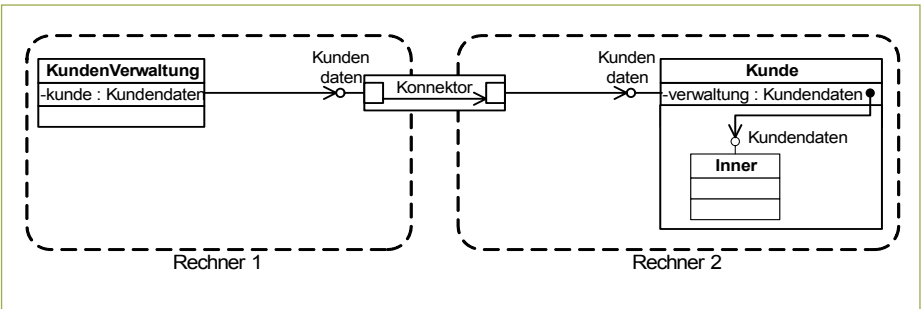 Kunden
daten
KundenVerwaltung
-kunde : Kundendaten
Konnektor
Kunden
daten
Kunde
-verwaltung : Kundendaten
Kundendaten
Inner
Rechner 1
Rechner 2